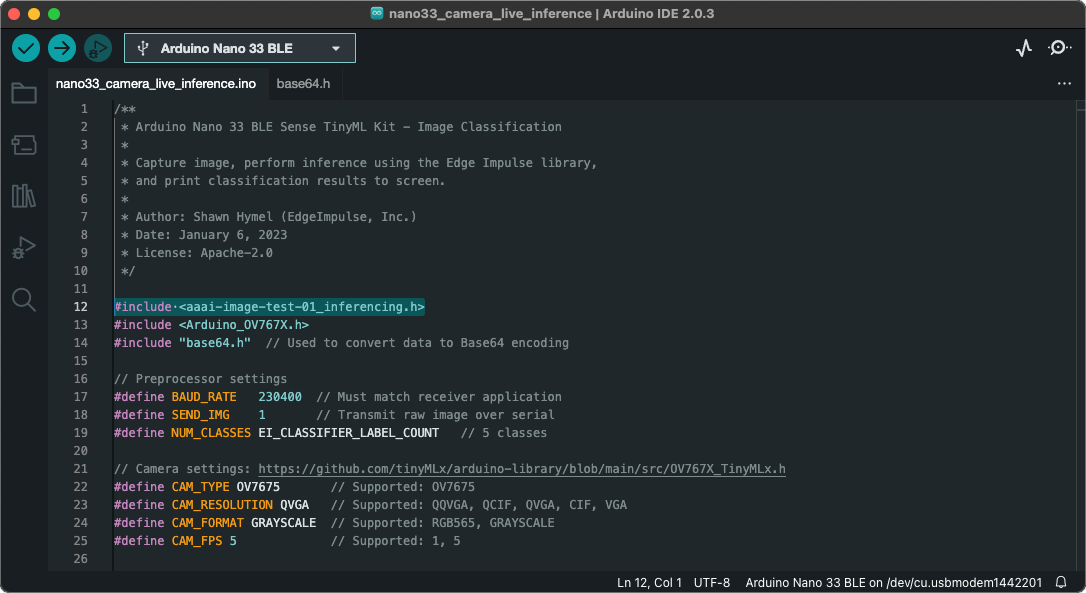 nano33_camera_live_inference | Arduino IDE 2.0.3
Arduino Nano 33 BLE
nano33_camera_live_inference.ino
base64.h
1 /**
2  * Arduino Nano 33 BLE Sense TinyML Kit - Image Classification
3  *
4  * Capture image, perform inference using the Edge Impulse library,
5  * and print classification results to screen.
6  *
7  * Author: Shawn Hymel (EdgeImpulse, Inc.)
8  * Date: January 6, 2023
9  * License: Apache-2.0
10  */
11
12 #include·<aaai-image-test-01_inferencing.h>
13 #include <Arduino_OV767X.h>
14 #include "base64.h"  // Used to convert data to Base64 encoding
15
16 // Preprocessor settings
17 #define BAUD_RATE   230400  // Must match receiver application
18 #define SEND_IMG    1       // Transmit raw image over serial
19 #define NUM_CLASSES EI_CLASSIFIER_LABEL_COUNT   // 5 classes
20
21 // Camera settings: https://github.com/tinyMLx/arduino-library/blob/main/src/OV767X_TinyMLx.h
22 #define CAM_TYPE OV7675       // Supported: OV7675
23 #define CAM_RESOLUTION QVGA   // Supported: QQVGA, QCIF, QVGA, CIF, VGA
24 #define CAM_FORMAT GRAYSCALE  // Supported: RGB565, GRAYSCALE
25 #define CAM_FPS 5             // Supported: 1, 5
26
Ln 12, Col 1 UTF-8 Arduino Nano 33 BLE on /dev/cu.usbmodem1442201